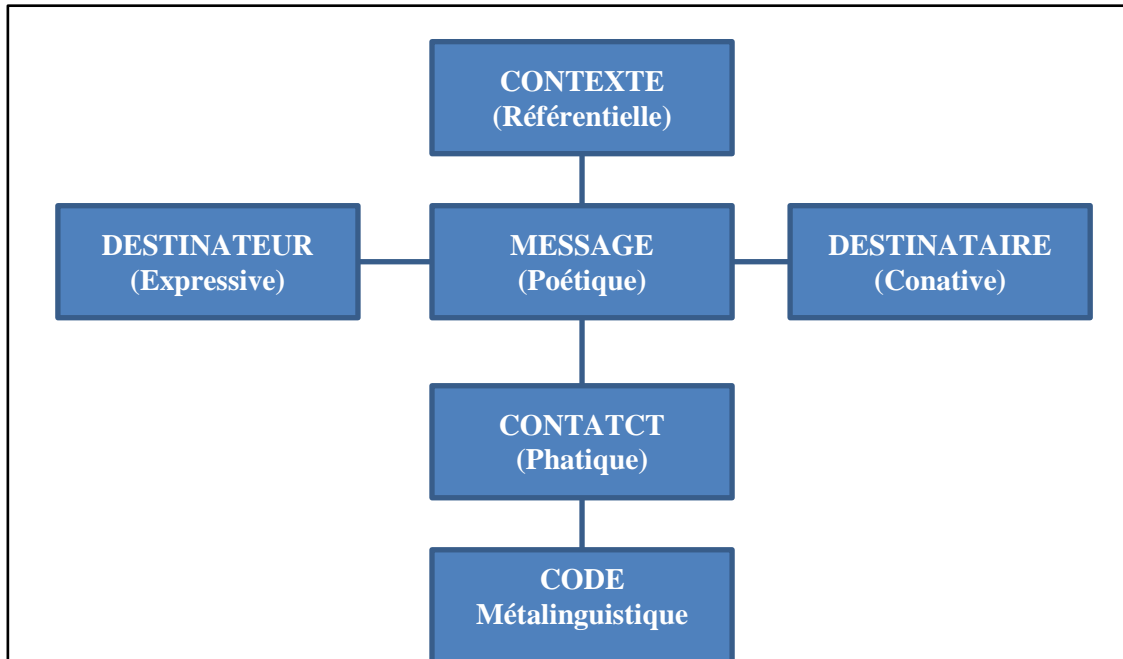 CONTEXTE
(Référentielle)
DESTINATEUR
(Expressive)
MESSAGE
(Poétique)
DESTINATAIRE
(Conative)
CONTATCT
(Phatique)
CODE
Métalinguistique